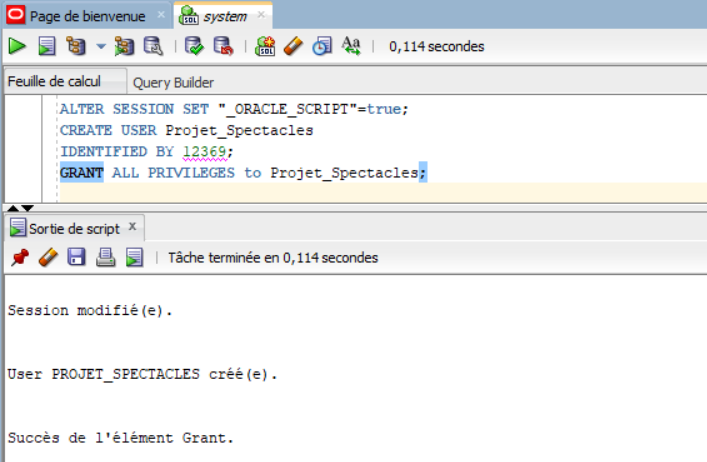 Page de bienvenue
system
0,114 secondes
Feuille de calcul Query Builder
ALTER SESSION SET "_ORACLE_SCRIPT"=true;
CREATE USER Projet_Spectacles
IDENTIFIED BY 12369;
GRANT ALL PRIVILEGES to Projet_Spectacles;
Sortie de script x
Tâche terminée en 0,114 secondes
Session modifié(e).
User PROJET_SPECTACLES créé(e).
Succès de l'élément Grant.